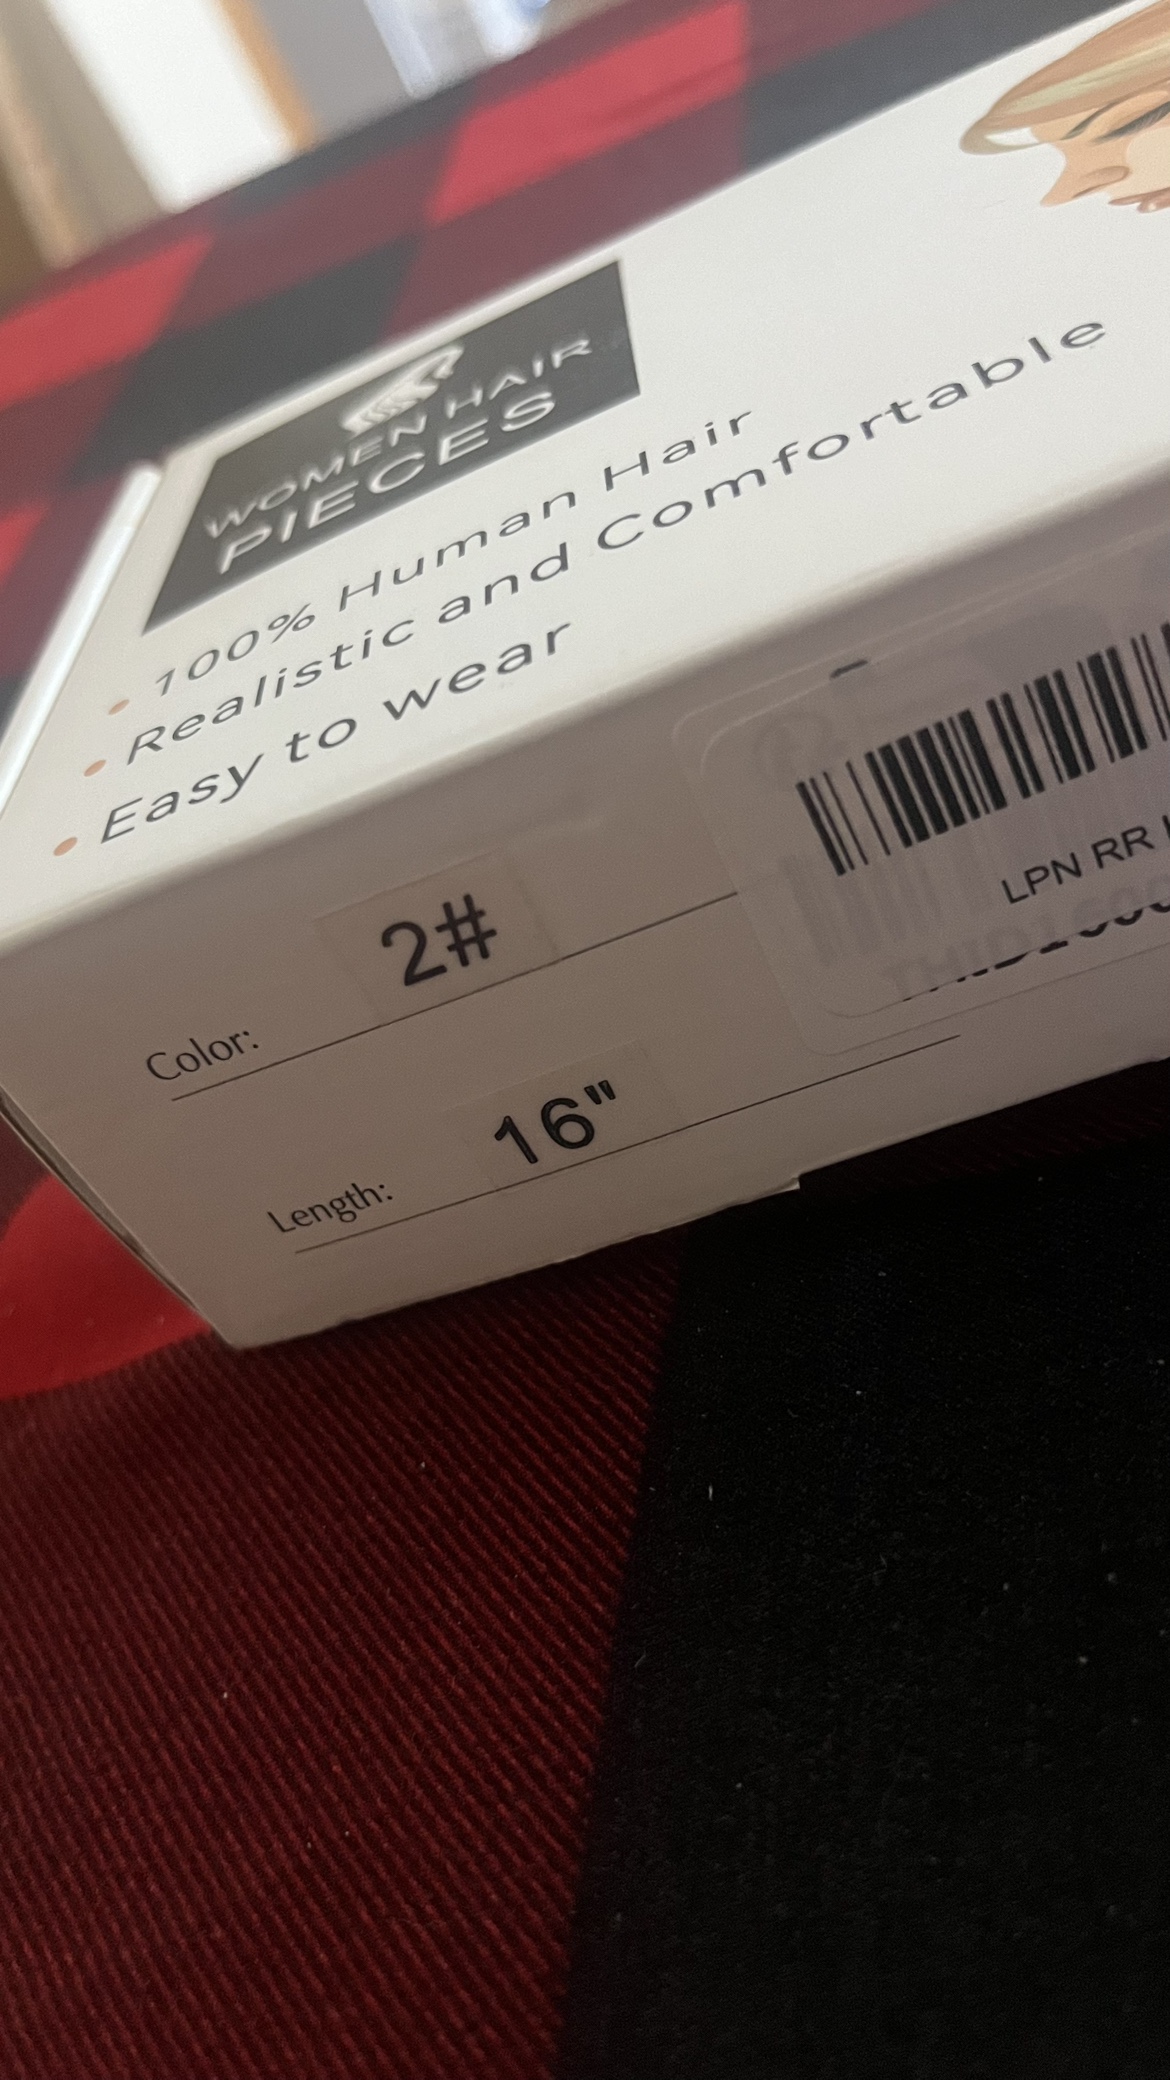 WOMEN HAIR
PIECES
• 100% Human Hair
• Realistic and Comfortable
• Easy to wear
Color: 2#
Length: 16"
LPN RR